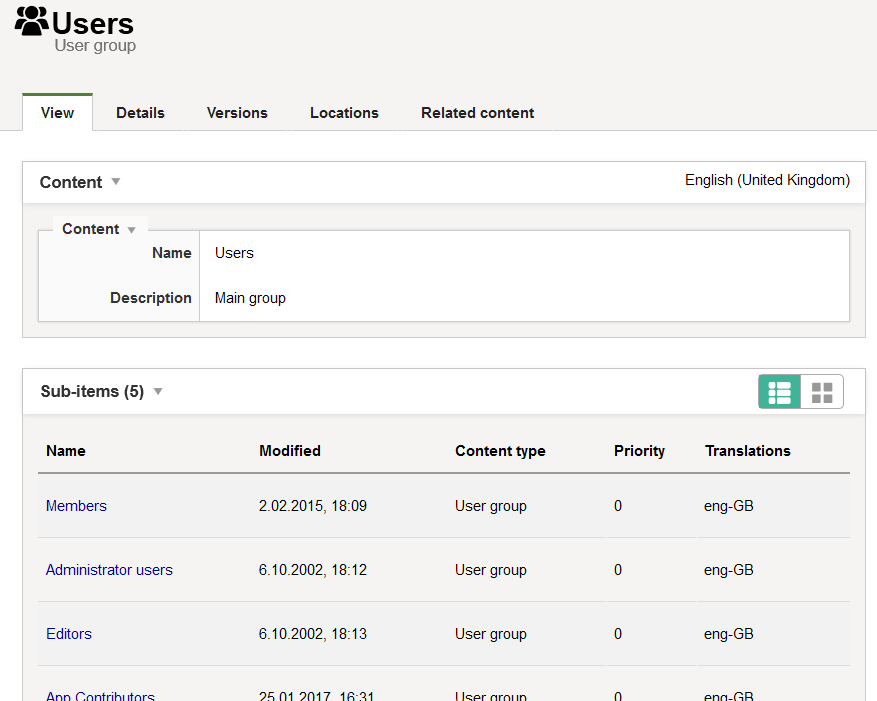 Users
User group
View Details Versions Locations Related content
Content English (United Kingdom)
Content
Name Users
Description Main group
Sub-items (5)
Name Modified Content type Priority Translations
Members 2.02.2015, 18:09 User group 0 eng-GB
Administrator users 6.10.2002, 18:12 User group 0 eng-GB
Editors 6.10.2002, 18:13 User group 0 eng-GB
App Contributors 25.01.2017, 16:31 User group 0 eng-GB